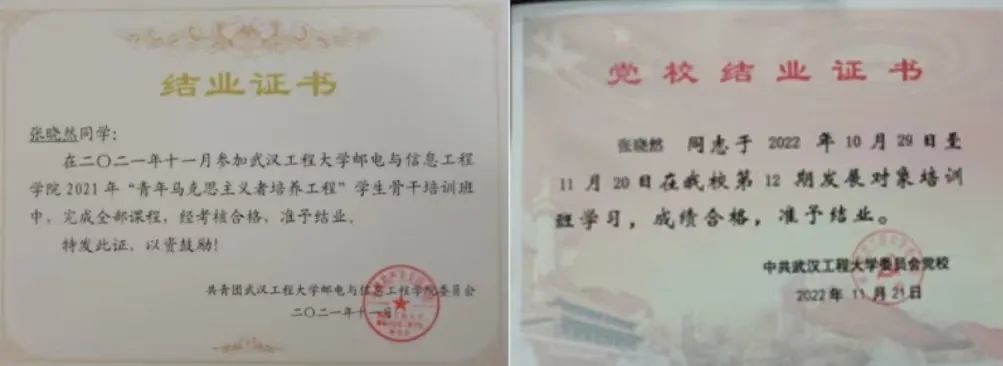 结业证书
张晓然同学：
在二〇二一年十一月参加武汉工程大学邮电与信息工程
学院2021年“青年马克思主义者培养工程”学生骨干培训班
中，完成全部课程，经考核合格，准予结业。
特发此证，以资鼓励！
共青团武汉工程大学邮电与信息工程学院委员会
二〇二一年十一月
党校结业证书
张晓然 同志于 2022 年 10 月 29 日至
11 月 20 日在我校第 12 期发展对象培训
班学习，成绩合格，准予结业。
中共武汉工程大学委员会党校
2022年 11 月 21 日